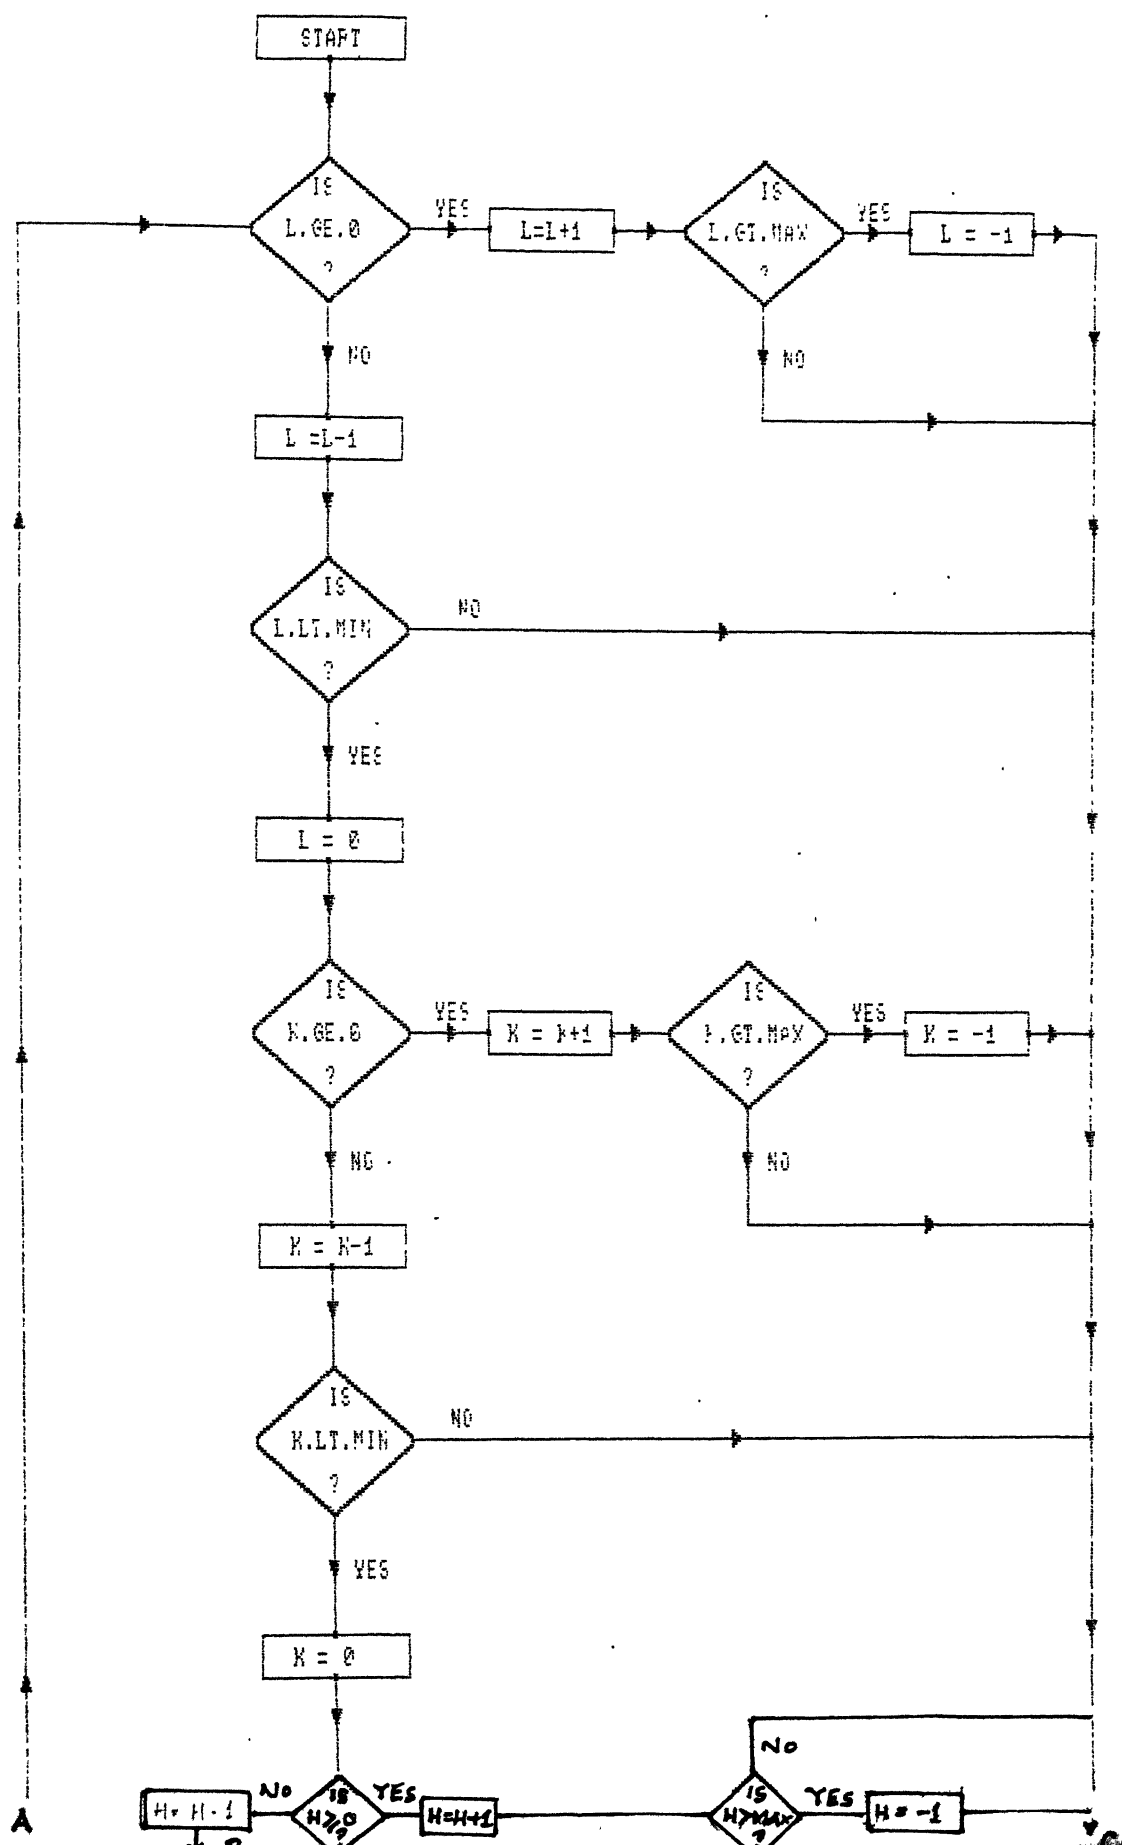 START
IS
L.GE.0
?
YES
L=L+1
IS
L.GT.MAX
?
YES
L = -1
NO
NO
L =L-1
IS
L.LT.MIN
?
NO
YES
L = 0
IS
K.GE.0
?
YES
K = K+1
IS
K.GT.MAX
?
YES
K = -1
NO
NO
K = K-1
IS
K.LT.MIN
?
NO
YES
K = 0
NO
A
H= H-1
NO
IS
H≥0
?
YES
H=H+1
IS
H>MAX
?
YES
H = -1